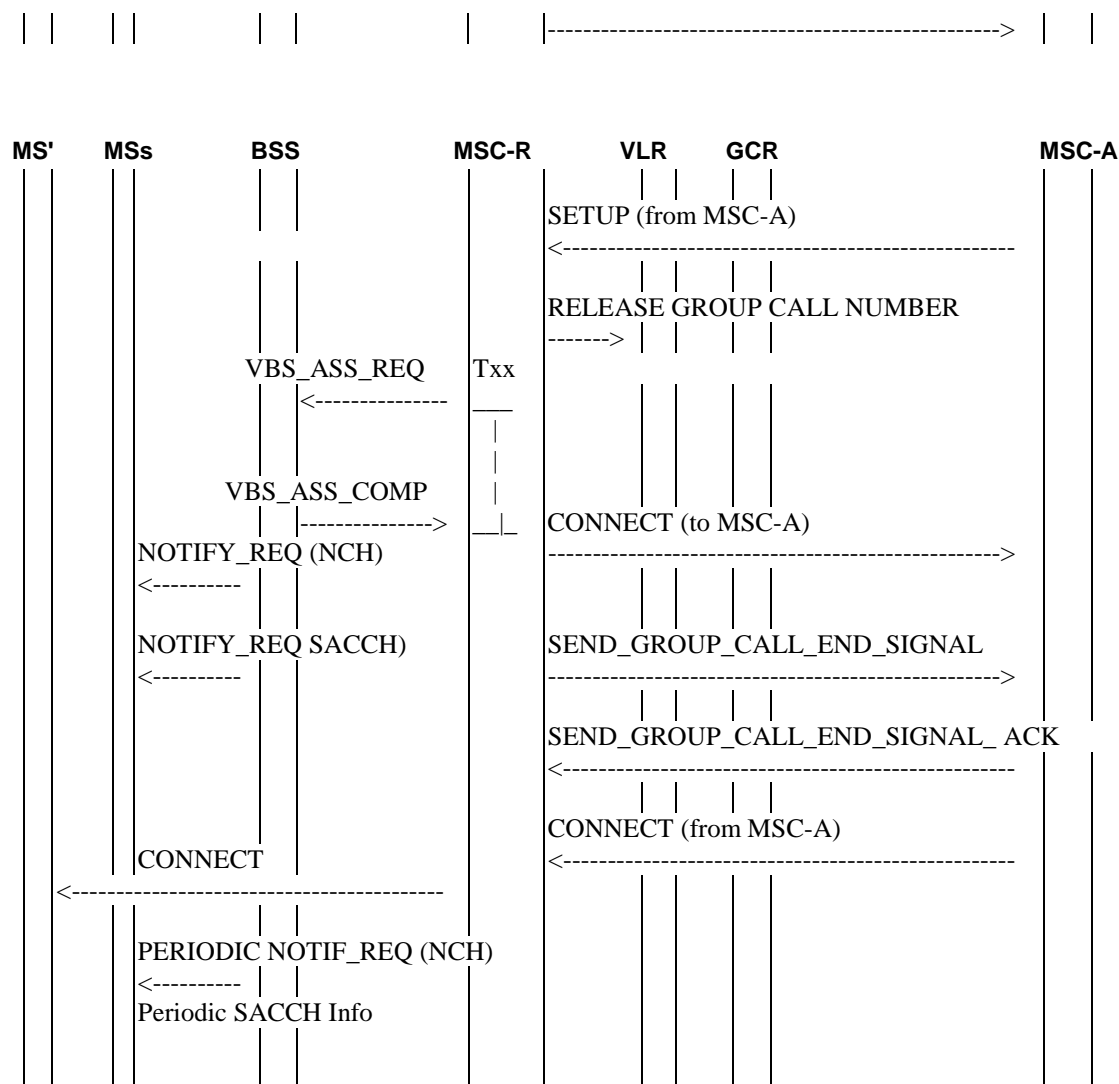 MS' MSs BSS MSC-R VLR GCR MSC-A
SETUP (from MSC-A)
RELEASE GROUP CALL NUMBER
VBS_ASS_REQ Txx
VBS_ASS_COMP
CONNECT (to MSC-A)
NOTIFY_REQ (NCH)
NOTIFY_REQ SACCH) SEND_GROUP_CALL_END_SIGNAL
SEND_GROUP_CALL_END_SIGNAL_ ACK
CONNECT (from MSC-A)
CONNECT
PERIODIC NOTIF_REQ (NCH)
Periodic SACCH Info